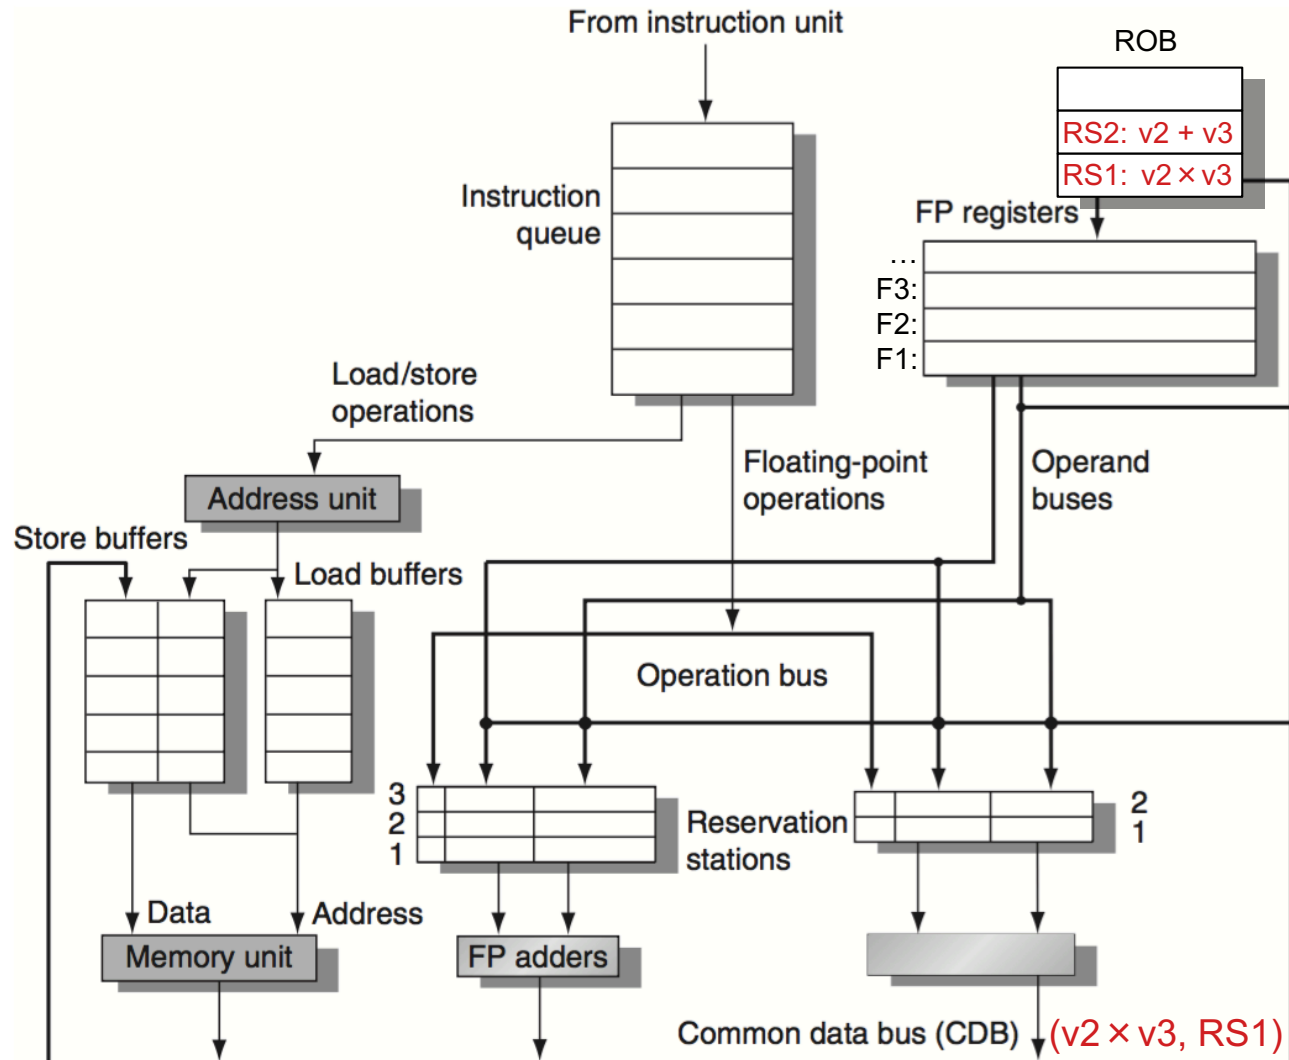 From instruction unit
ROB
RS2: v2 + v3
RS1: v2 × v3
Instruction
queue
FP registers
...
F3:
F2:
F1:
Load/store
operations
Floating-point
operations
Operand
buses
Address unit
Store buffers
Load buffers
Operation bus
3
2
1
Reservation
stations
2
1
Data
Address
Memory unit
FP adders
Common data bus (CDB)
(v2 × v3, RS1)